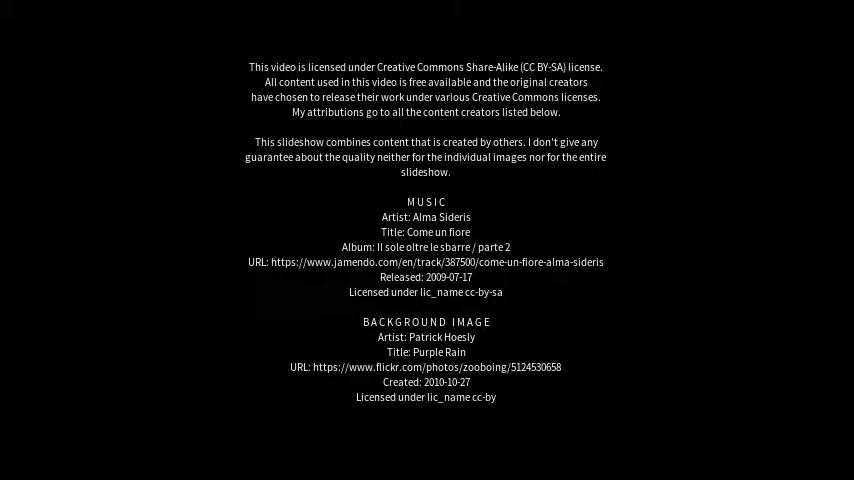 This video is licensed under Creative Commons Share-Alike (CC BY-SA) license.
All content used in this video is free available and the original creators
have chosen to release their work under various Creative Commons licenses.
My attributions go to all the content creators listed below.
This slideshow combines content that is created by others. I don't give any
guarantee about the quality neither for the individual images nor for the entire
slideshow.
MUSIC
Artist: Alma Sideris
Title: Come un fiore
Album: Il sole oltre le sbarre / parte 2
URL: https://www.jamendo.com/en/track/387500/come-un-fiore-alma-sideris
Released: 2009-07-17
Licensed under lic_name cc-by-sa
BACKGROUND IMAGE
Artist: Patrick Hoesly
Title: Purple Rain
URL: https://www.flickr.com/photos/zooboing/5124530658
Created: 2010-10-27
Licensed under lic_name cc-by